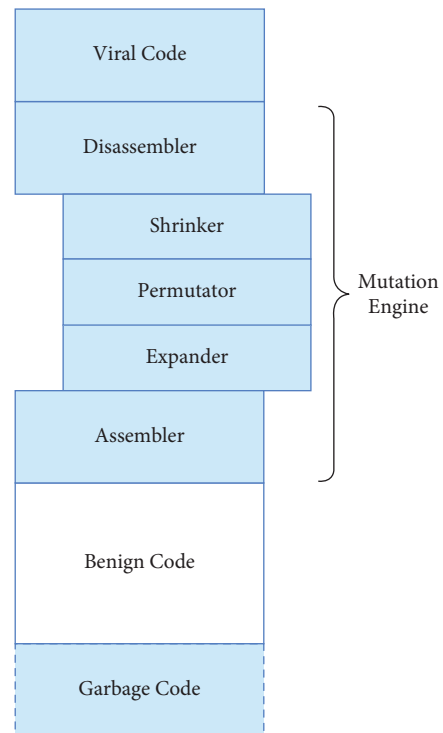 Viral Code
Disassembler
Shrinker
Permutator
Expander
Assembler
Mutation
Engine
Benign Code
Garbage Code